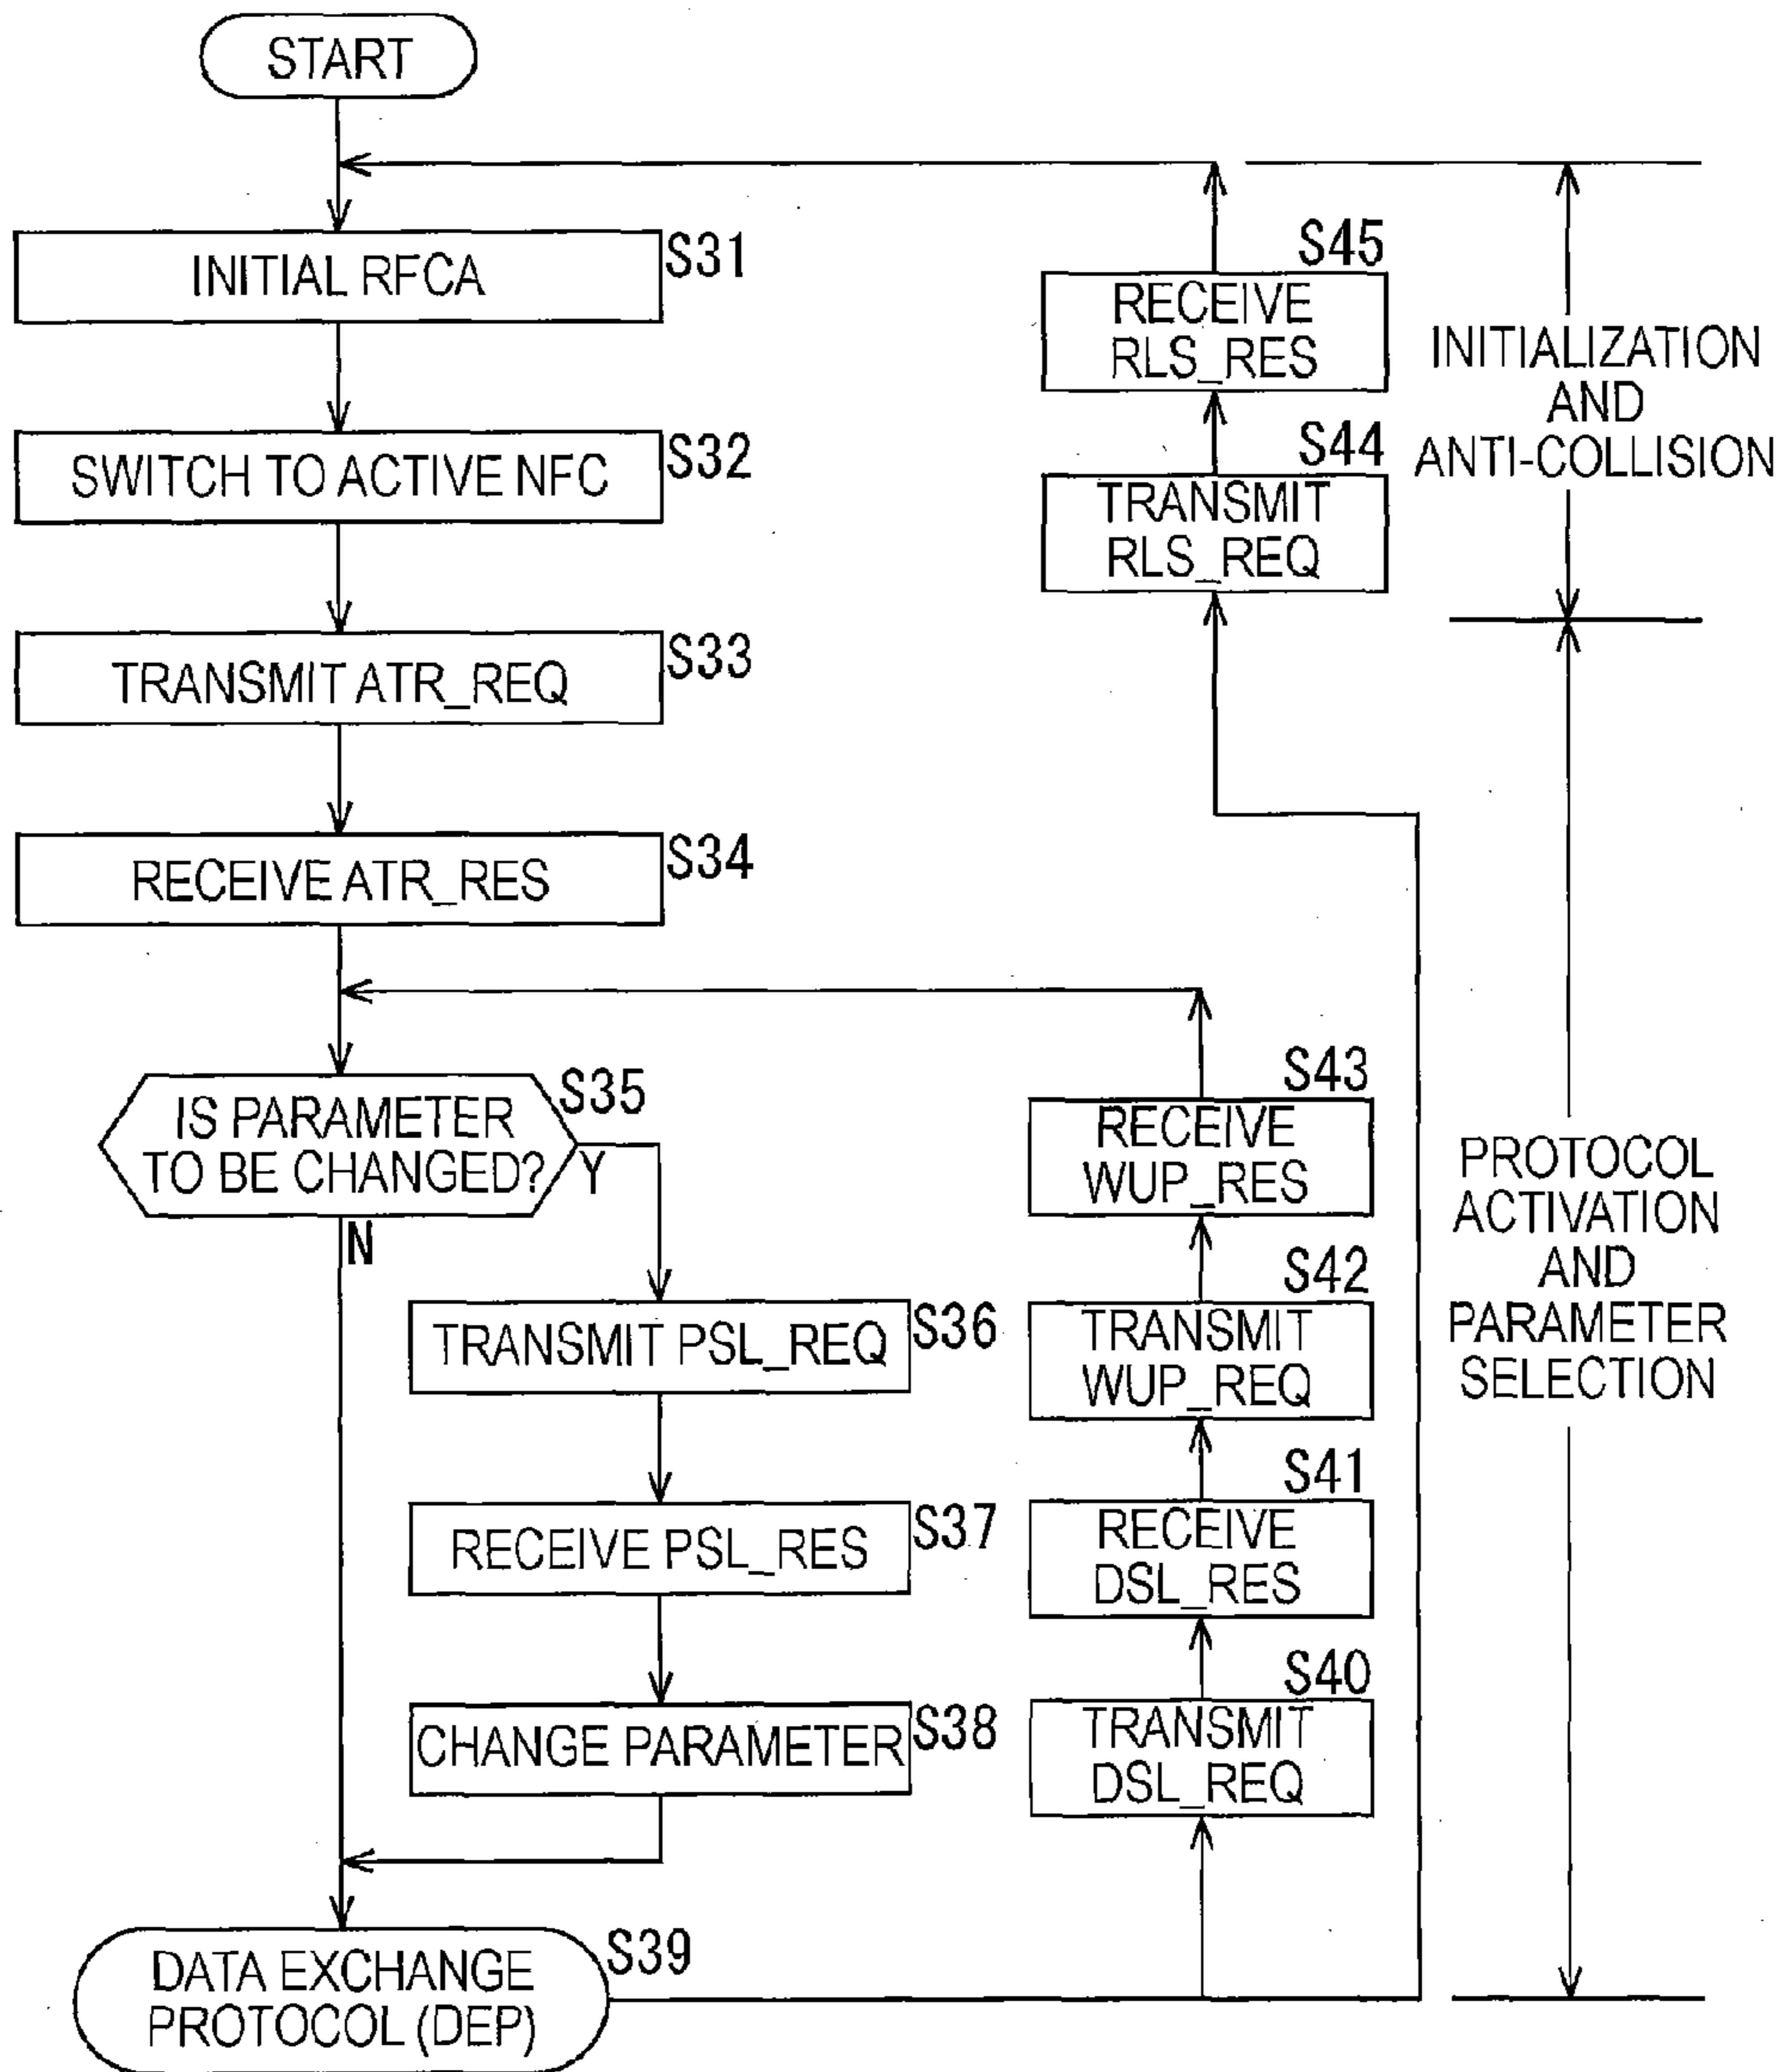 START
INITIAL RFCA
S31
SWITCH TO ACTIVE NFC
S32
TRANSMIT ATR_REQ
S33
RECEIVE ATR_RES
S34
IS PARAMETER
TO BE CHANGED?
S35
Y
N
TRANSMIT PSL_REQ
S36
RECEIVE PSL_RES
S37
CHANGE PARAMETER
S38
DATA EXCHANGE
PROTOCOL (DEP)
S39
S45
RECEIVE
RLS_RES
S44
TRANSMIT
RLS_REQ
S43
RECEIVE
WUP_RES
S42
TRANSMIT
WUP_REQ
S41
RECEIVE
DSL_RES
S40
TRANSMIT
DSL_REQ
INITIALIZATION
AND
ANTI-COLLISION
PROTOCOL
ACTIVATION
AND
PARAMETER
SELECTION